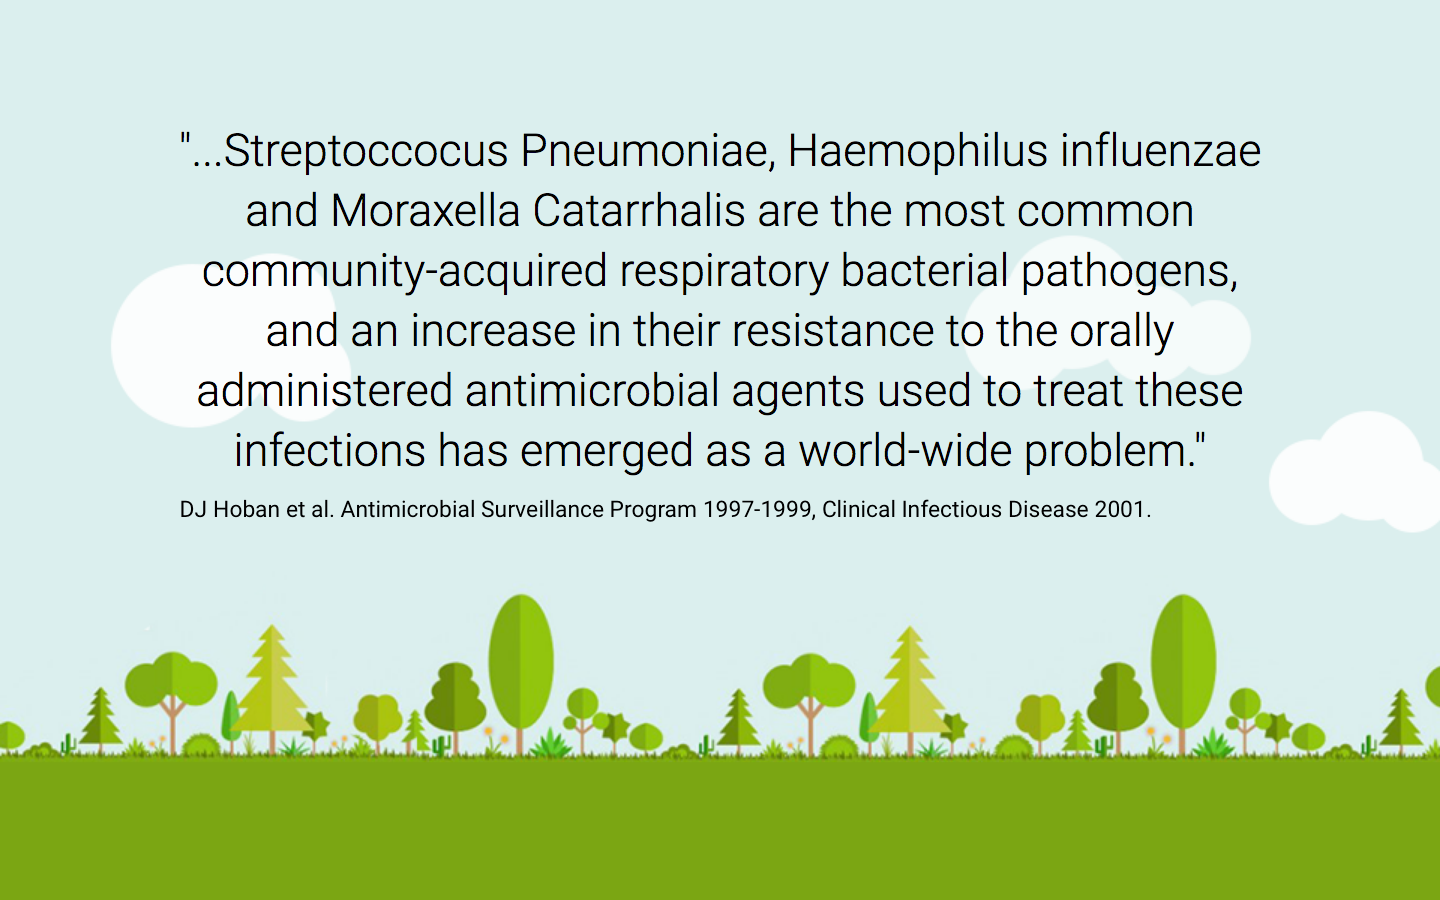 "...Streptoccocus Pneumoniae, Haemophilus influenzae
and Moraxella Catarrhalis are the most common
community-acquired respiratory bacterial pathogens,
and an increase in their resistance to the orally
administered antimicrobial agents used to treat these
infections has emerged as a world-wide problem."
DJ Hoban et al. Antimicrobial Surveillance Program 1997-1999, Clinical Infectious Disease 2001.